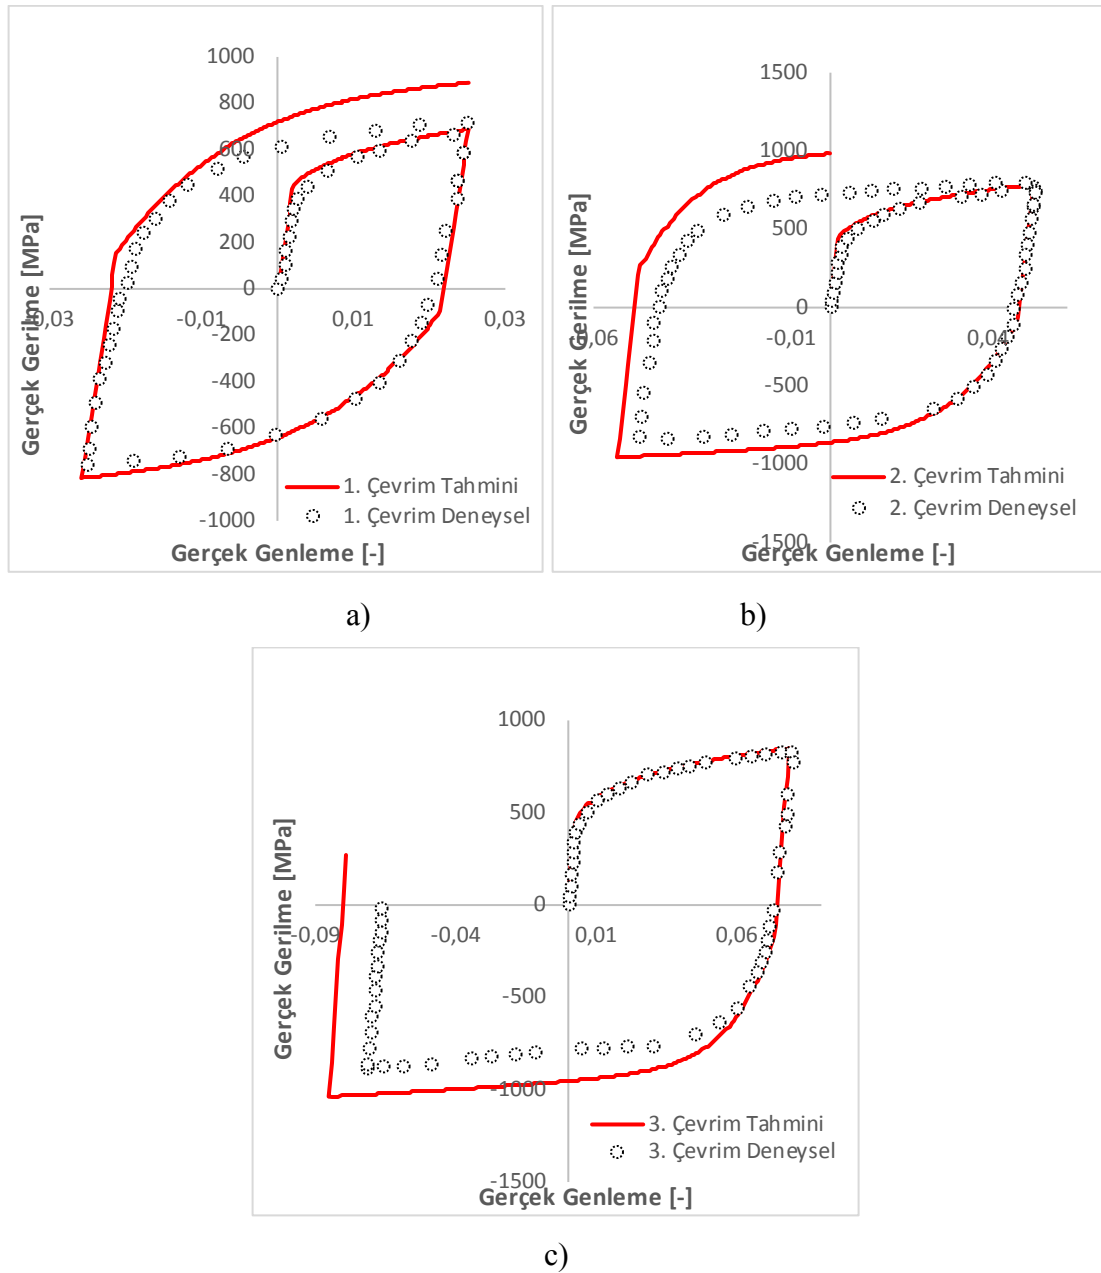 1000
800
600
400
200
0
-200
-400
-600
-800
-1000
-0,03
-0,01
0,01
0,03
Gerçek Gerilme [MPa]
Gerçek Genleme [-]
1. Çevrim Tahmini
1. Çevrim Deneysel
a)
1500
1000
500
0
-500
-1000
-1500
0,06
-0,01
0,04
Gerçek Gerilme [MPa]
Gerçek Genleme [-]
2. Çevrim Tahmini
2. Çevrim Deneysel
b)
1000
500
0
-500
-1000
-1500
-0,09
-0,04
0,01
0,06
Gerçek Gerilme [MPa]
Gerçek Genleme [-]
3. Çevrim Tahmini
3. Çevrim Deneysel
c)